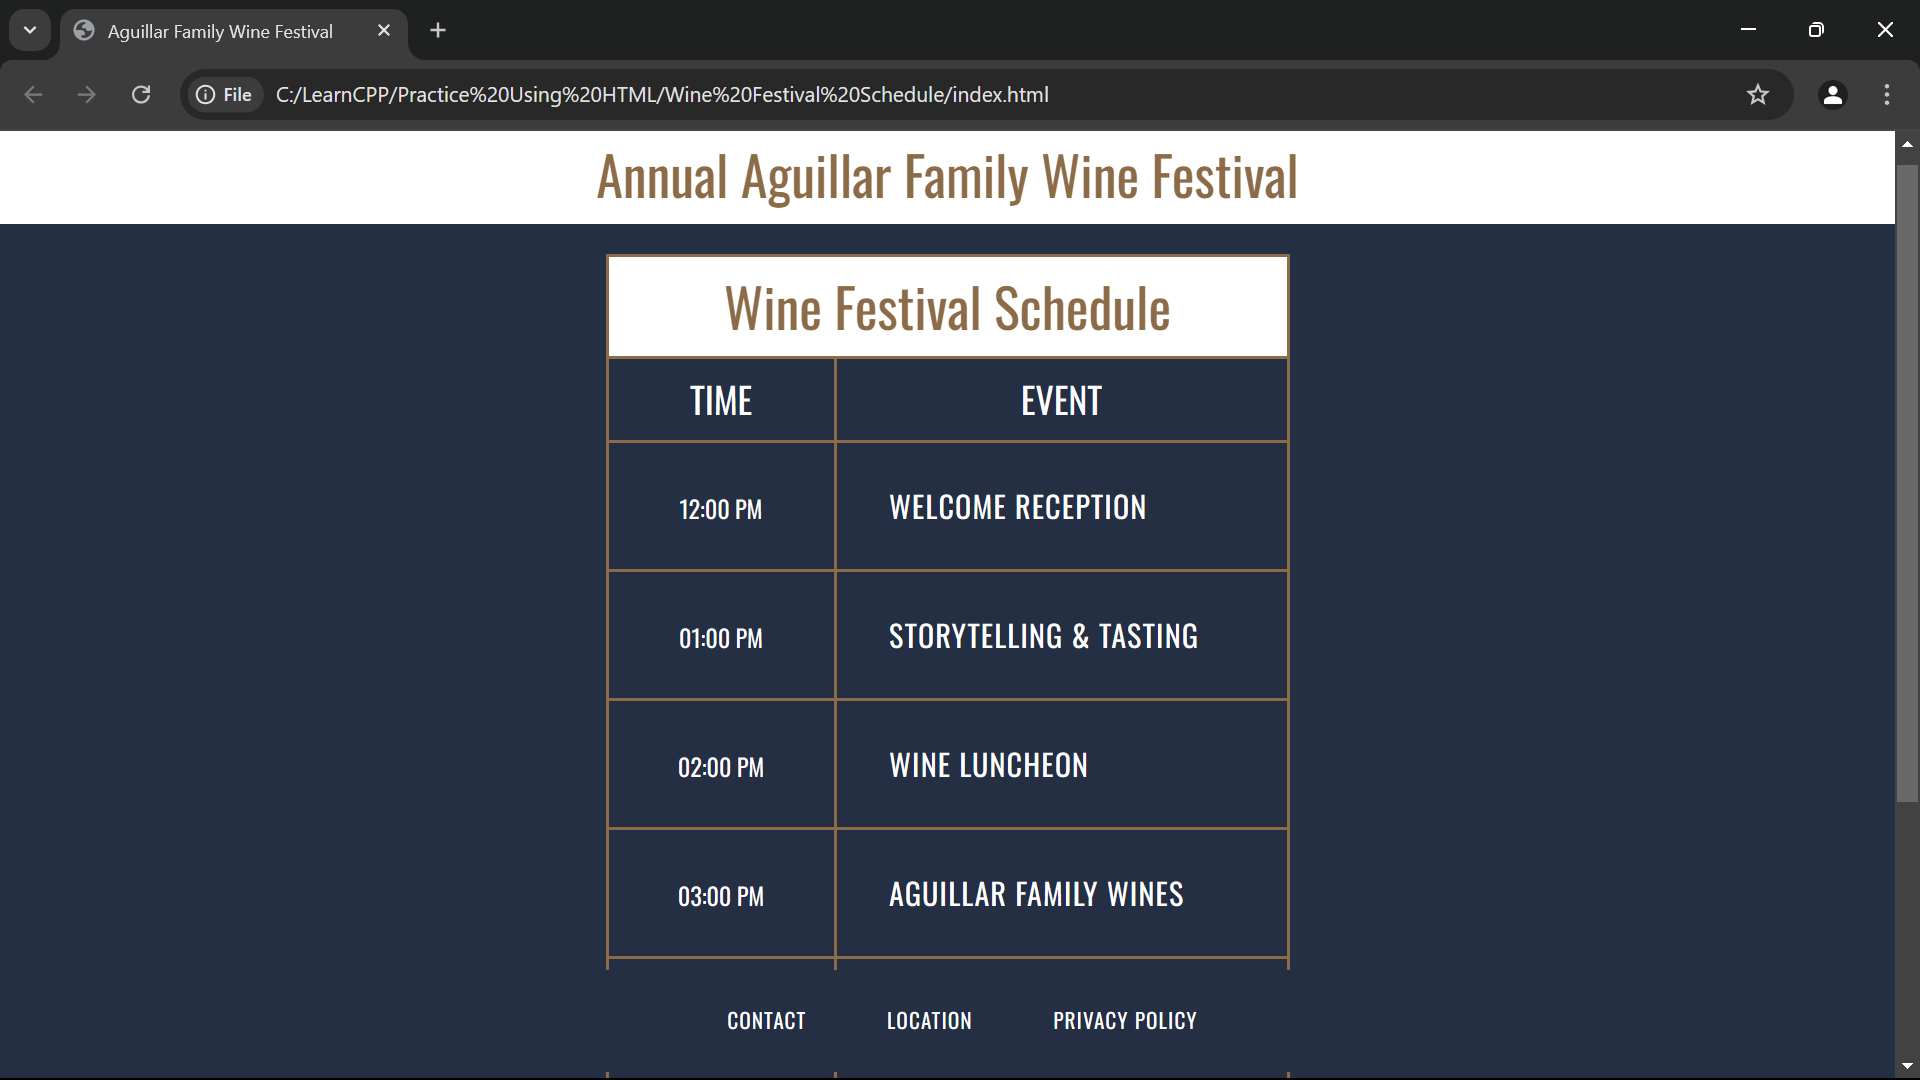 Aguillar Family Wine Festival
File
C:/LearnCPP/Practice%20Using%20HTML/Wine%20Festival%20Schedule/index.html
Annual Aguillar Family Wine Festival
Wine Festival Schedule
TIME EVENT
12:00 PM WELCOME RECEPTION
01:00 PM STORYTELLING & TASTING
02:00 PM WINE LUNCHEON
03:00 PM AGUILLAR FAMILY WINES
CONTACT LOCATION PRIVACY POLICY